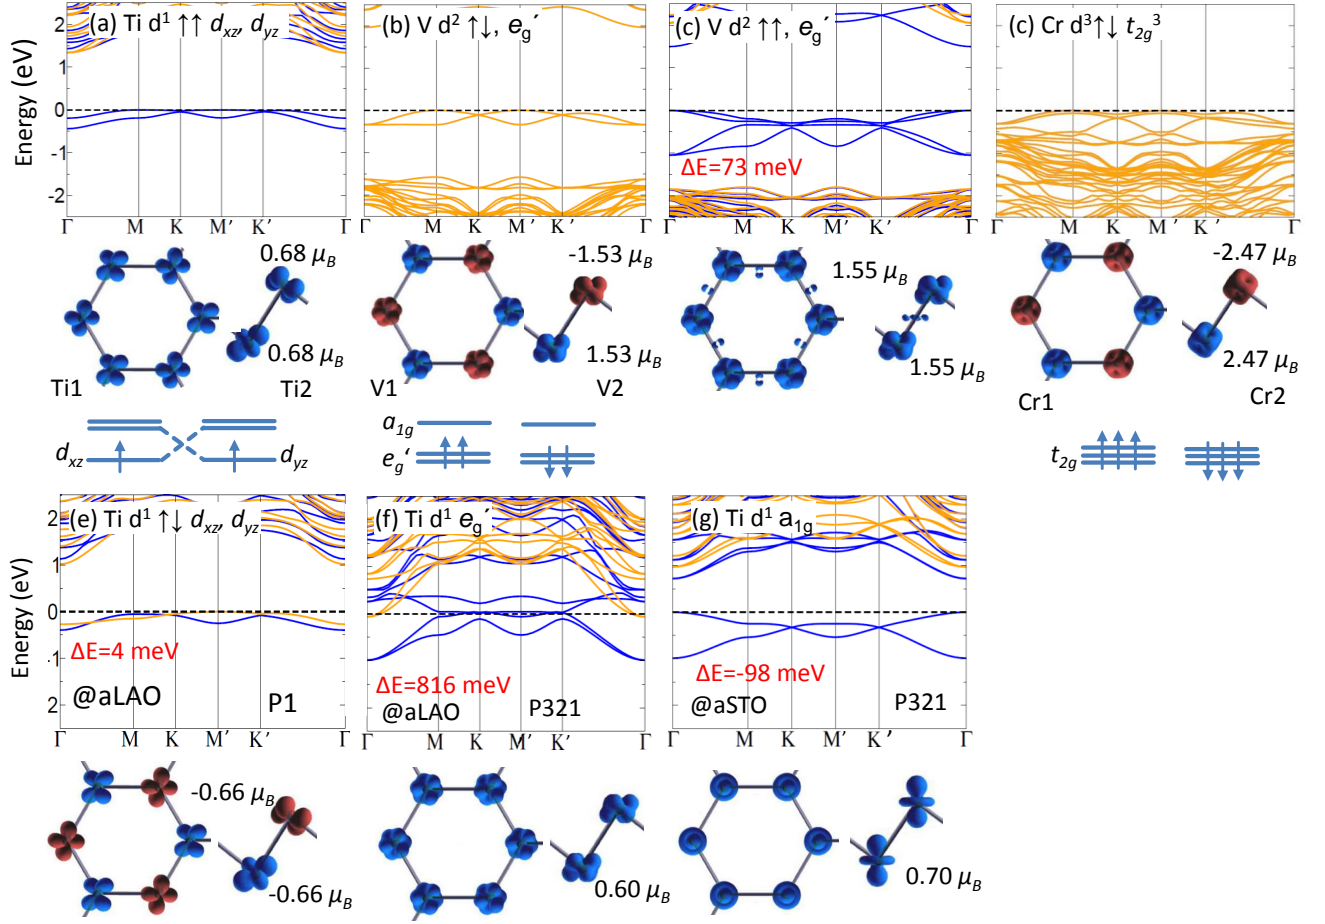 (a) Ti d¹ ↑↑ d_xz, d_yz
(b) V d² ↑↓, e_g´
(c) V d² ↑↑, e_g´
(c) Cr d³↑↓ t_2g³
Energy (eV)
2
1
0
-1
-2
ΔE=73 meV
Γ M K M' K' Γ
Γ M K M' K' Γ
Γ M K M' K' Γ
Γ M K M' K' Γ
0.68 μ_B
0.68 μ_B
Ti1
Ti2
-1.53 μ_B
1.53 μ_B
V1
V2
1.55 μ_B
1.55 μ_B
-2.47 μ_B
2.47 μ_B
Cr1
Cr2
d_xz
d_yz
a_1g
e_g‘
t_2g
(e) Ti d¹ ↑↓ d_xz, d_yz
(f) Ti d¹ e_g´
(g) Ti d¹ a_1g
Energy (eV)
2
1
0
-1
2
ΔE=4 meV
@aLAO
P1
ΔE=816 meV
@aLAO
P321
ΔE=-98 meV
@aSTO
P321
Γ M K M' K' Γ
Γ M K M' K' Γ
Γ M K M' K' Γ
-0.66 μ_B
-0.66 μ_B
0.60 μ_B
0.70 μ_B